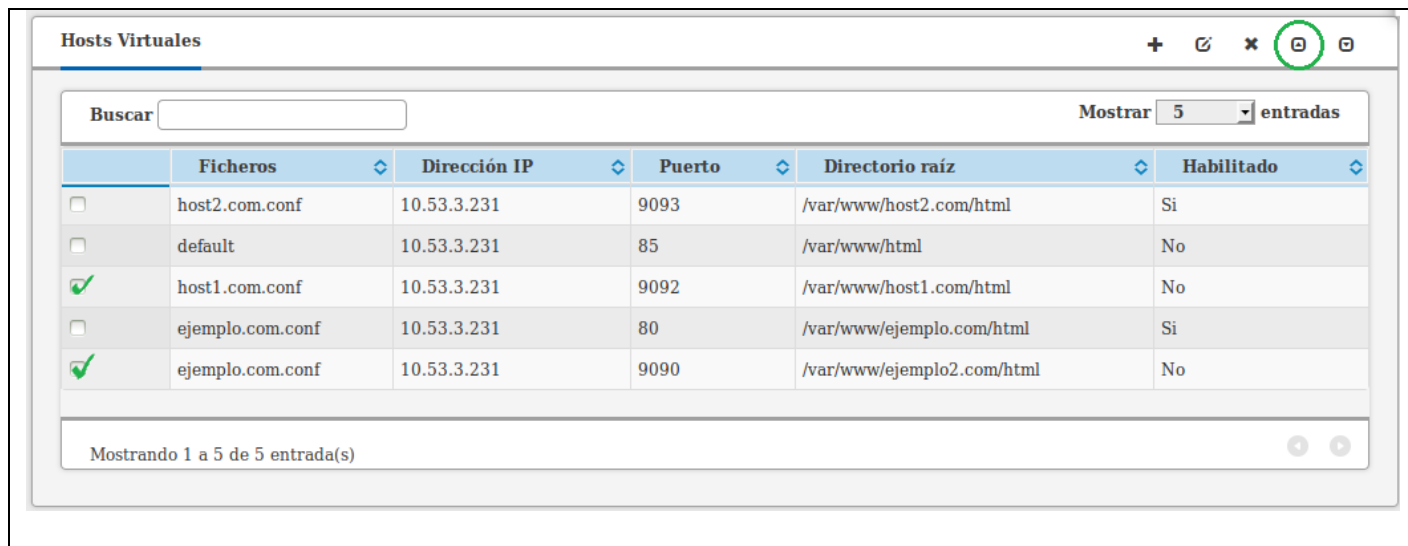 Hosts Virtuales
Buscar Mostrar 5 entradas
Ficheros Dirección IP Puerto Directorio raíz Habilitado
host2.com.conf 10.53.3.231 9093 /var/www/host2.com/html Si
default 10.53.3.231 85 /var/www/html No
host1.com.conf 10.53.3.231 9092 /var/www/host1.com/html No
ejemplo.com.conf 10.53.3.231 80 /var/www/ejemplo.com/html Si
ejemplo.com.conf 10.53.3.231 9090 /var/www/ejemplo2.com/html No
Mostrando 1 a 5 de 5 entrada(s)